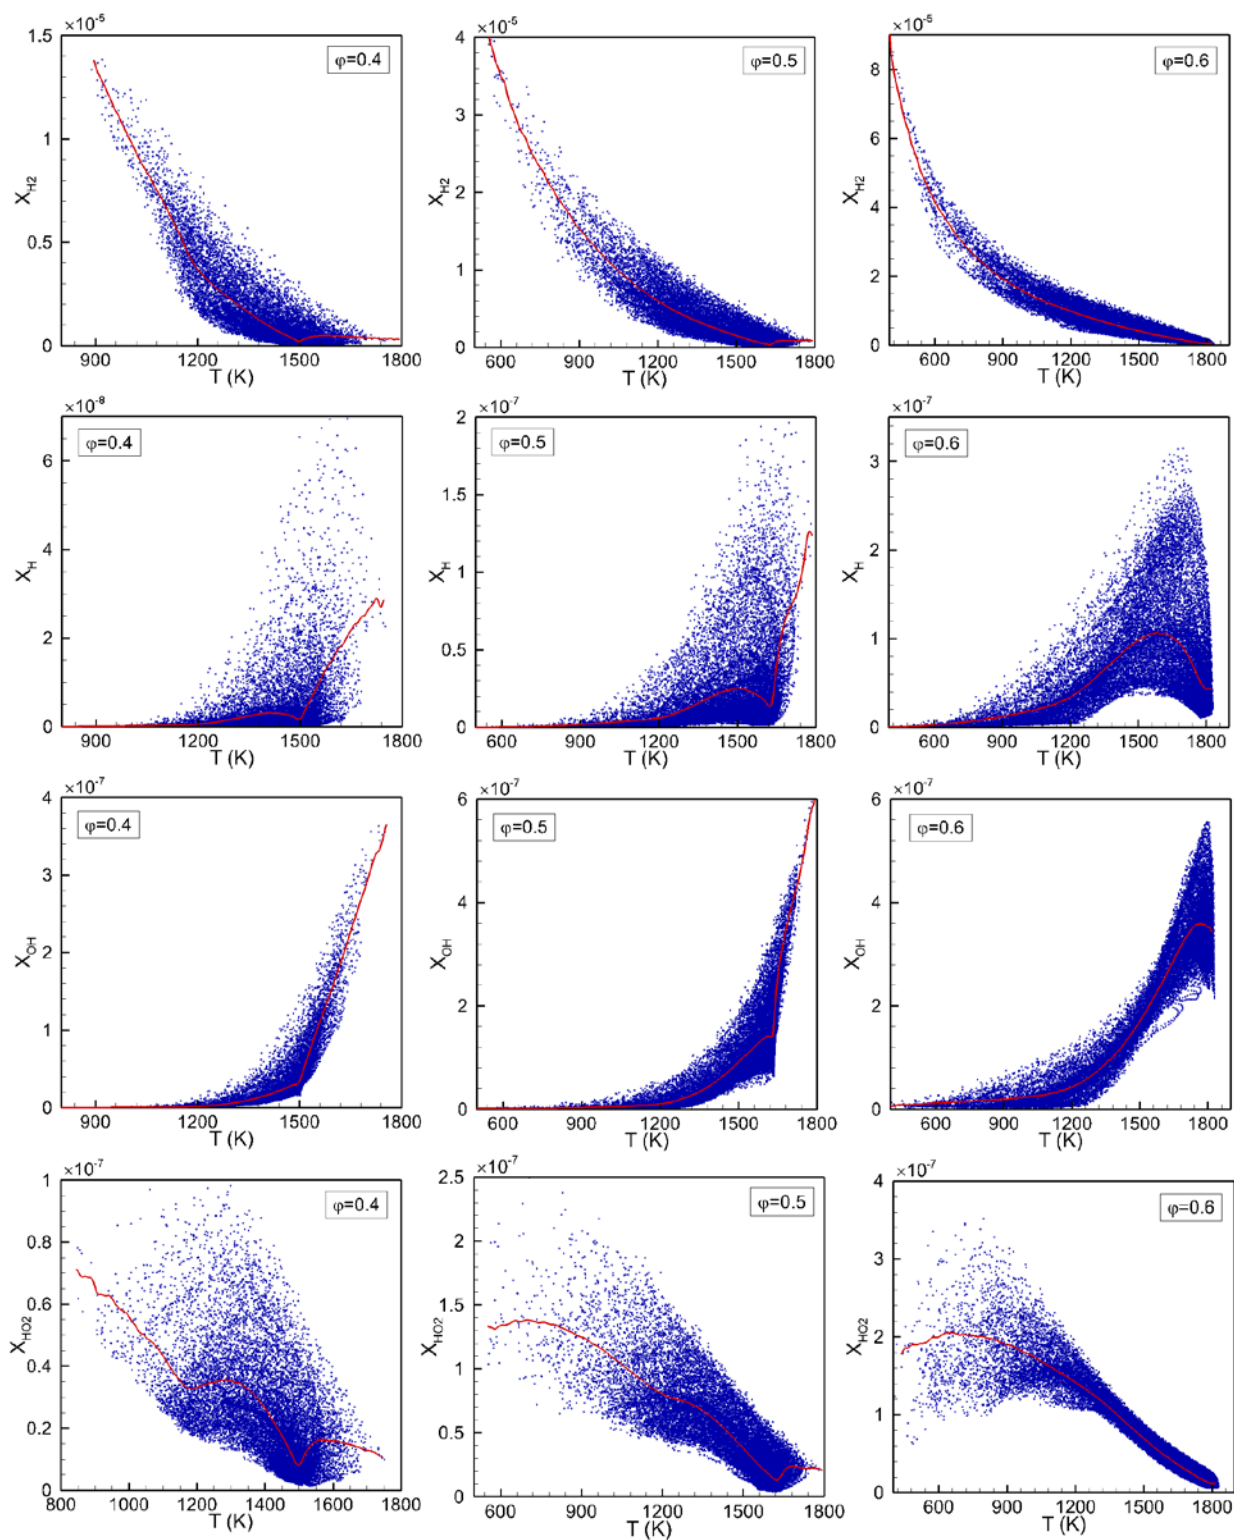 ×10⁻⁵
1.5
1
0.5
0
X_H2
φ=0.4
900 1200 1500 1800
T (K)
×10⁻⁵
4
3
2
1
0
X_H2
φ=0.5
600 900 1200 1500 1800
T (K)
×10⁻⁵
8
6
4
2
0
X_H2
φ=0.6
600 900 1200 1500 1800
T (K)
×10⁻⁸
6
4
2
0
X_H
φ=0.4
900 1200 1500 1800
T (K)
×10⁻⁷
2
1.5
1
0.5
0
X_H
φ=0.5
600 900 1200 1500 1800
T (K)
×10⁻⁷
3
2
1
0
X_H
φ=0.6
600 900 1200 1500 1800
T (K)
×10⁻⁷
4
3
2
1
0
X_OH
φ=0.4
900 1200 1500 1800
T (K)
×10⁻⁷
6
4
2
0
X_OH
φ=0.5
600 900 1200 1500 1800
T (K)
×10⁻⁷
6
4
2
0
X_OH
φ=0.6
600 900 1200 1500 1800
T (K)
×10⁻⁷
1
0.8
0.6
0.4
0.2
0
X_HO2
φ=0.4
800 1000 1200 1400 1600 1800
T (K)
×10⁻⁷
2.5
2
1.5
1
0.5
0
X_HO2
φ=0.5
600 900 1200 1500 1800
T (K)
×10⁻⁷
4
3
2
1
0
X_HO2
φ=0.6
600 900 1200 1500 1800
T (K)